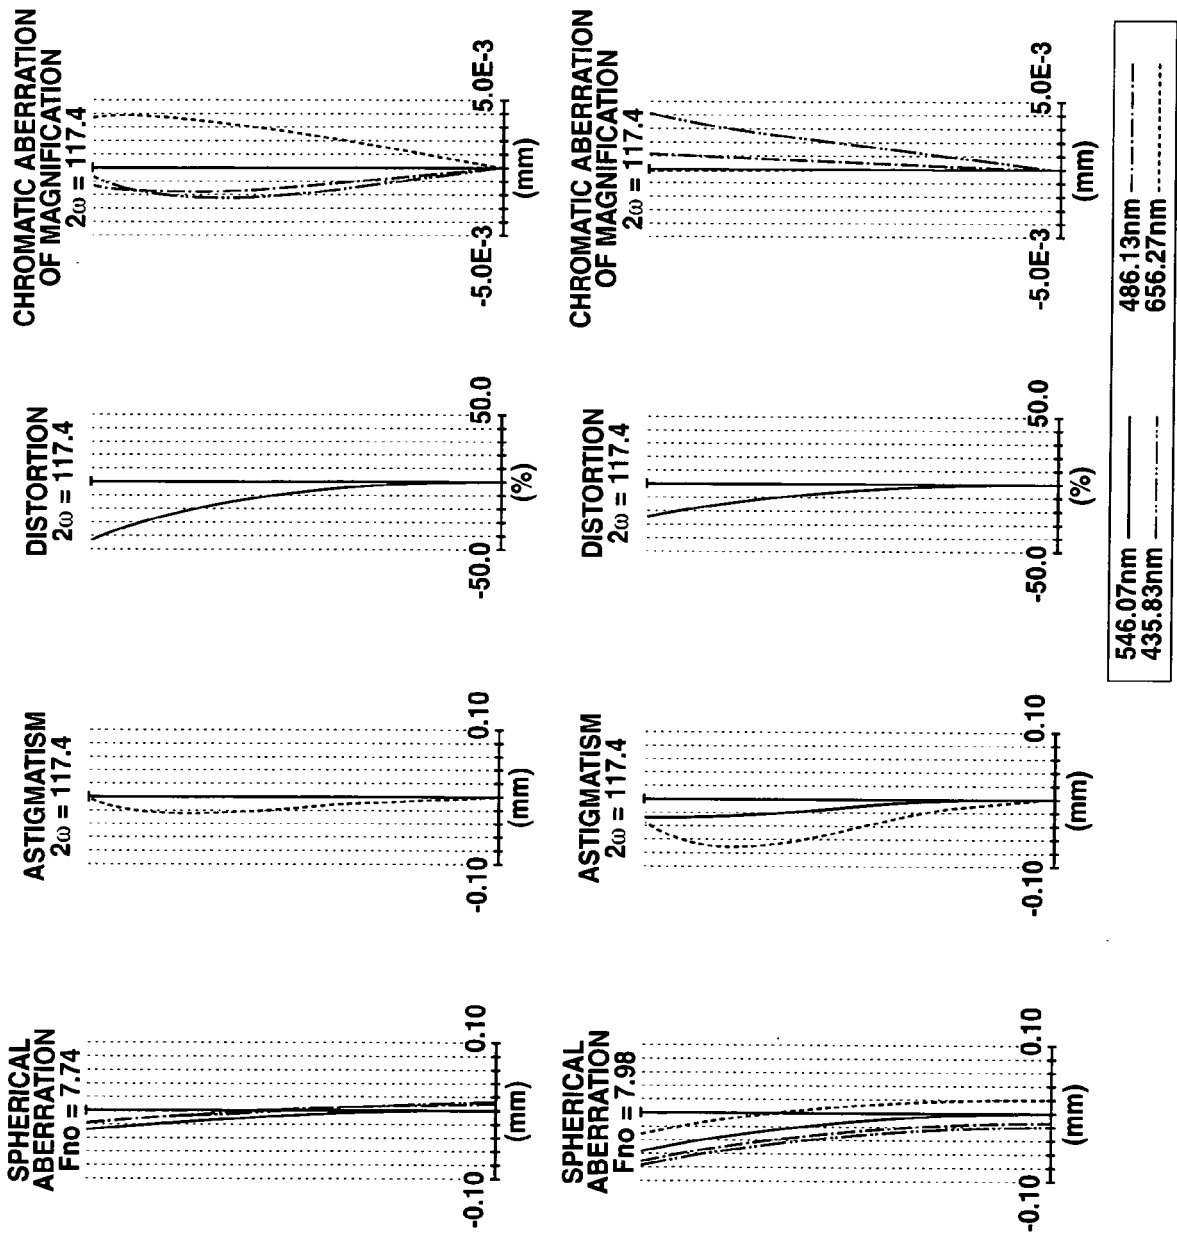 SPHERICAL
ABERRATION
Fno = 7.74
-0.10
0.10
(mm)
ASTIGMATISM
2ω = 117.4
-0.10
0.10
(mm)
DISTORTION
2ω = 117.4
-50.0
50.0
(%)
CHROMATIC ABERRATION
OF MAGNIFICATION
2ω = 117.4
-5.0E-3
5.0E-3
(mm)
SPHERICAL
ABERRATION
Fno = 7.98
-0.10
0.10
(mm)
ASTIGMATISM
2ω = 117.4
-0.10
0.10
(mm)
DISTORTION
2ω = 117.4
-50.0
50.0
(%)
CHROMATIC ABERRATION
OF MAGNIFICATION
2ω = 117.4
-5.0E-3
5.0E-3
(mm)
546.07nm
486.13nm
435.83nm
656.27nm